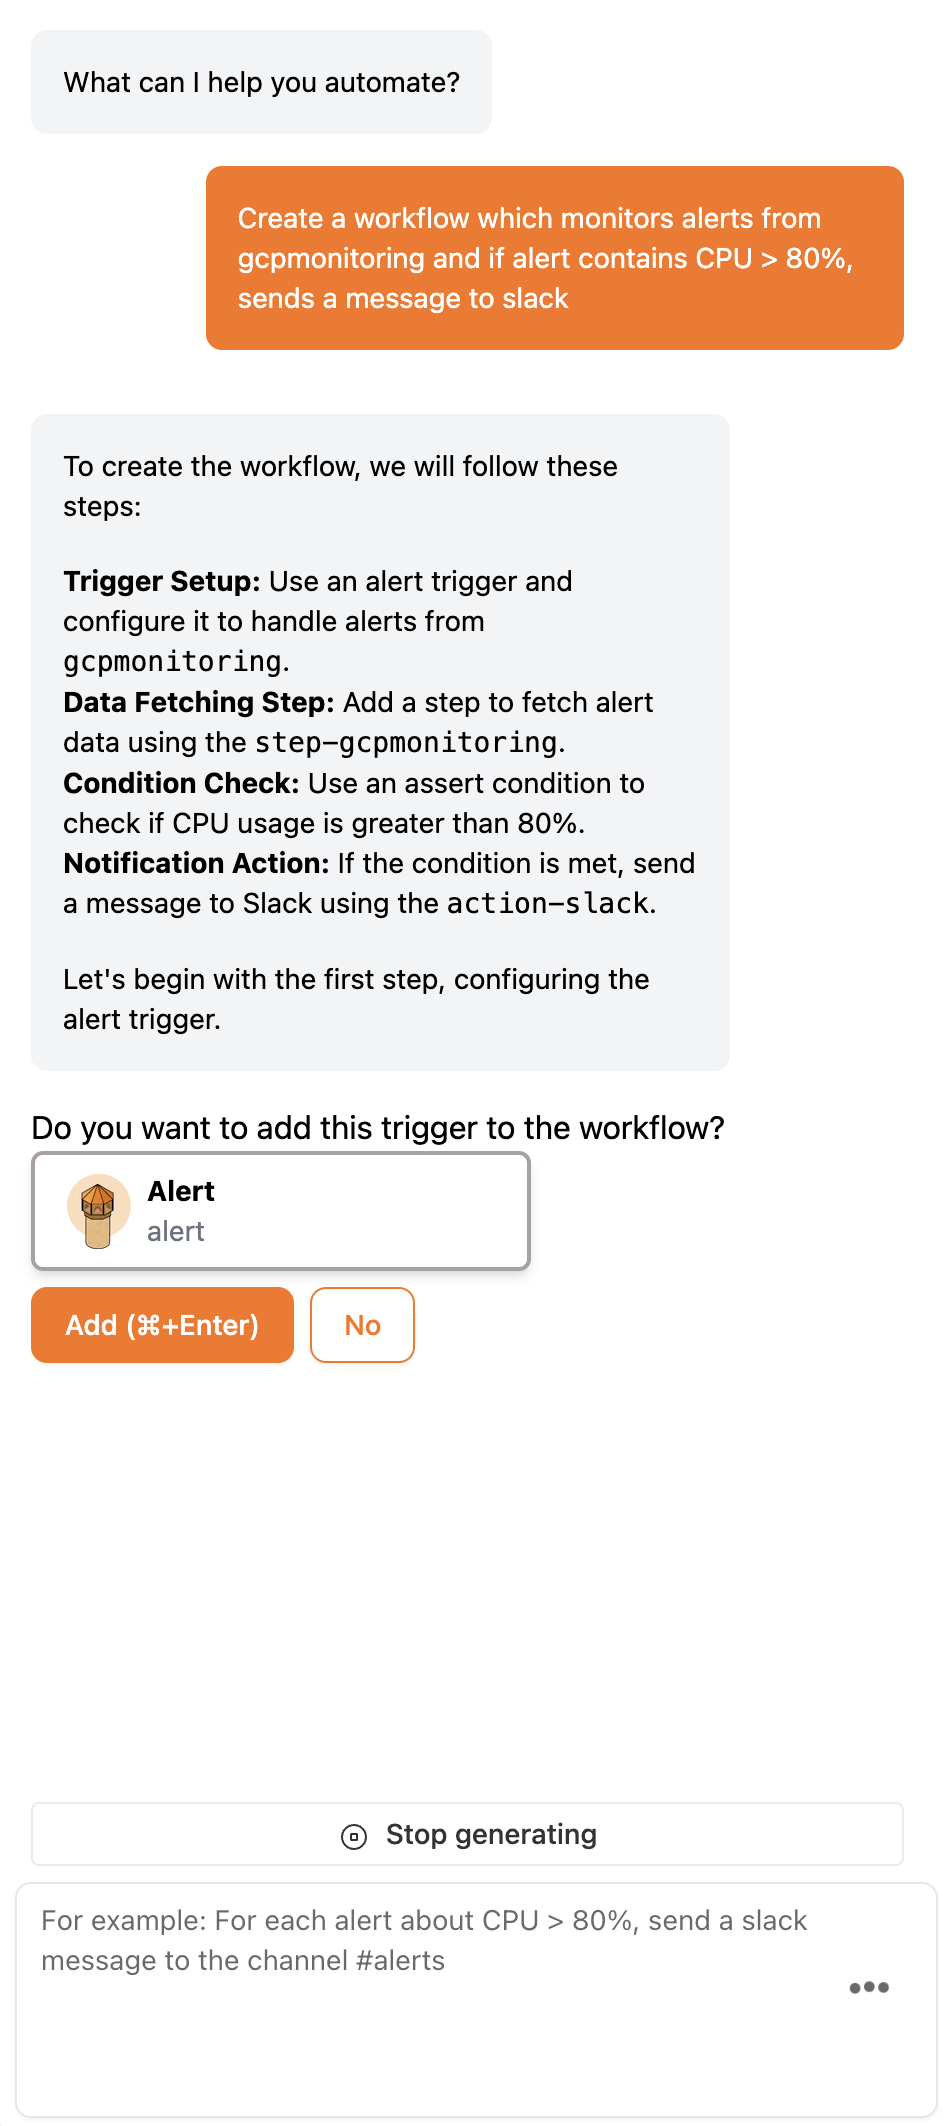 What can I help you automate?
Create a workflow which monitors alerts from
gcpmonitoring and if alert contains CPU > 80%,
sends a message to slack
To create the workflow, we will follow these
steps:
Trigger Setup: Use an alert trigger and
configure it to handle alerts from
gcpmonitoring.
Data Fetching Step: Add a step to fetch alert
data using the step-gcpmonitoring.
Condition Check: Use an assert condition to
check if CPU usage is greater than 80%.
Notification Action: If the condition is met, send
a message to Slack using the action-slack.
Let's begin with the first step, configuring the
alert trigger.
Do you want to add this trigger to the workflow?
Alert
alert
Add (⌘+Enter)
No
Stop generating
For example: For each alert about CPU > 80%, send a slack
message to the channel #alerts